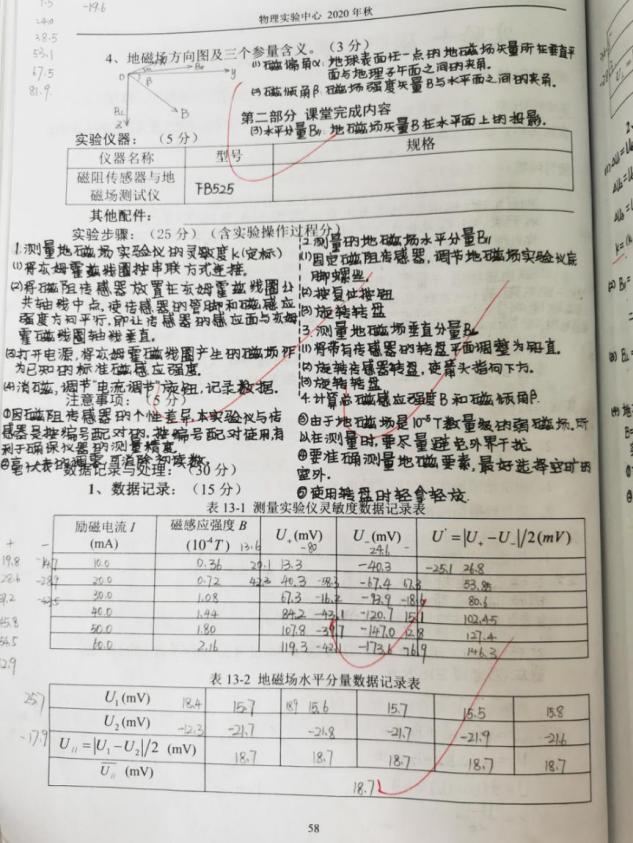 物理实验中心 2020年秋
4、地磁场方向图及三个参量含义。（3分）
(1)磁偏角α：地球表面任一点的地磁场矢量所在垂直平
面与地理子午面之间的夹角。
(2)磁倾角β：磁场强度矢量B与水平面之间的夹角。
第二部分 课堂完成内容
(3)水平分量B//：地磁场矢量B在水平面上的投影。
实验仪器：（5分）
仪器名称 型号 规格
磁阻传感器与地
磁场测试仪 FB525
其他配件：
实验步骤：（25分）（含实验操作过程分）
1.测量地磁场实验仪的灵敏度K(定标)
(1)将亥姆霍兹线圈按串联方式连接。
(2)将磁阻传感器放置在亥姆霍兹线圈公
共轴线中点，使传感器的管脚和磁感应
强度方向平行，即让传感器的感应面与亥姆
霍兹线圈轴线垂直。
(3)打开电源，将亥姆霍兹线圈产生的磁场作
为已知的标准磁感应强度。
(4)消磁，调节"电流调节"旋钮，记录数据。
2.测量的地磁场水平分量B//
(1)固定磁阻传感器，调节地磁场实验仪底
脚螺丝
(2)按复位按钮
(3)旋转转盘
3.测量地磁场垂直分量
(1)将带有传感器的转盘平面调整为铅直。
(2)旋转传感器转盘，使箭头指向下方。
(3)旋转转盘
4.计算总磁感应强度B和磁倾角β.
注意事项：（5分）
①因磁阻传感器的个性差异,本实验仪与传
感器是按编号配对的，按编号配对使用有
利于确保仪器的测量精度。
③由于地磁场是10⁻⁵T数量级的弱磁场，所
以在测量时，要尽量避免外界干扰。
④要准确测量地磁要素，最好选择空旷的
室外。
⑤使用转盘时轻拿轻放.
数据记录与处理：（30分）
1、数据记录：（15分）
表 13-1 测量实验仪灵敏度数据记录表
励磁电流 I (mA) 磁感应强度 B (10⁻⁴T) U₊(mV) U₋(mV) U'=|U₊-U₋|/2(mV)
10.0 0.36 13.3 -40.3 26.8
20.0 0.72 40.3 -67.4 53.85
30.0 1.08 67.3 -93.9 80.6
40.0 1.44 84.2 -120.7 102.45
50.0 1.80 107.8 -147.0 127.4
60.0 2.16 119.3 -173.1 146.3
表 13-2 地磁场水平分量数据记录表
U₁(mV) 18.4 15.7 18.9 15.6 15.7 15.5 15.8
U₂(mV) -12.3 -21.7 -21.8 -21.7 -21.9 -21.6
U//=|U₁-U₂|/2 (mV) 18.7 18.7 18.7 18.7 18.7
U// (mV) 18.7
58